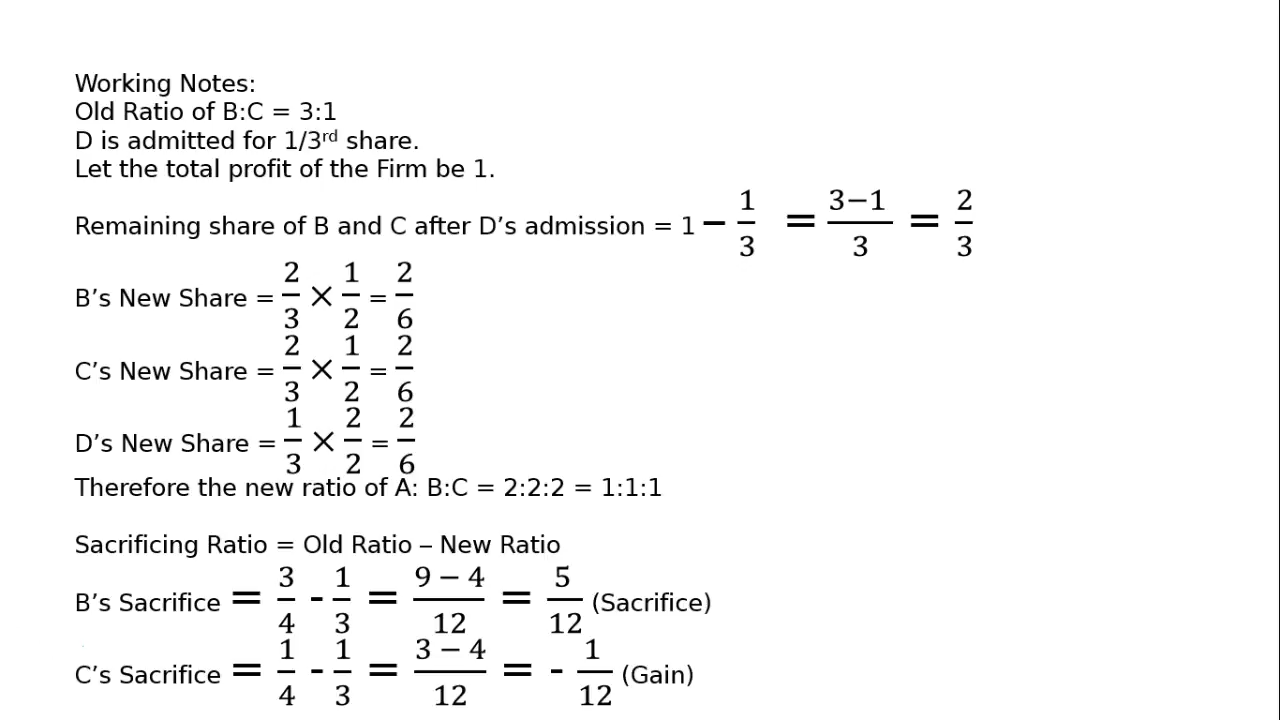 Working Notes:
Old Ratio of B:C = 3:1
D is admitted for 1/3rd share.
Let the total profit of the Firm be 1.
Remaining share of B and C after D’s admission = 1 − 1/3 = 3−1/3 = 2/3
B’s New Share = 2/3 × 1/2 = 2/6
C’s New Share = 2/3 × 1/2 = 2/6
D’s New Share = 1/3 × 2/2 = 2/6
Therefore the new ratio of A: B:C = 2:2:2 = 1:1:1
Sacrificing Ratio = Old Ratio – New Ratio
B’s Sacrifice = 3/4 - 1/3 = 9 − 4/12 = 5/12 (Sacrifice)
C’s Sacrifice = 1/4 - 1/3 = 3 − 4/12 = - 1/12 (Gain)